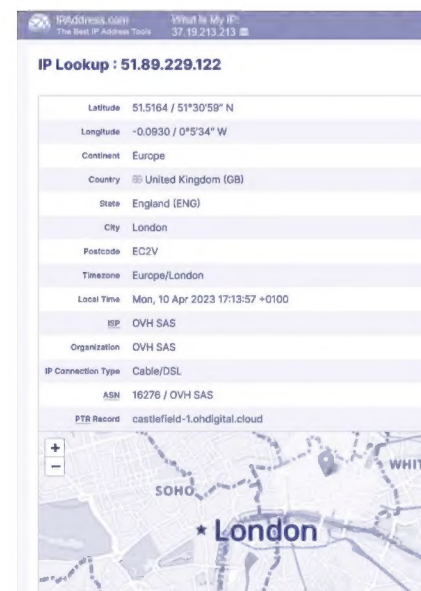 IPAddress.com
The Best IP Address Tools
What Is My IP:
37.19.213.213
IP Lookup : 51.89.229.122
Latitude 51.5164 / 51°30'59" N
Longitude -0.0930 / 0°5'34" W
Continent Europe
Country United Kingdom (GB)
State England (ENG)
City London
Postcode EC2V
Timezone Europe/London
Local Time Mon, 10 Apr 2023 17:13:57 +0100
ISP OVH SAS
Organization OVH SAS
IP Connection Type Cable/DSL
ASN 16276 / OVH SAS
PTR Record castlefield-1.ohdigital.cloud
+
−
WHIT
SOHO
London